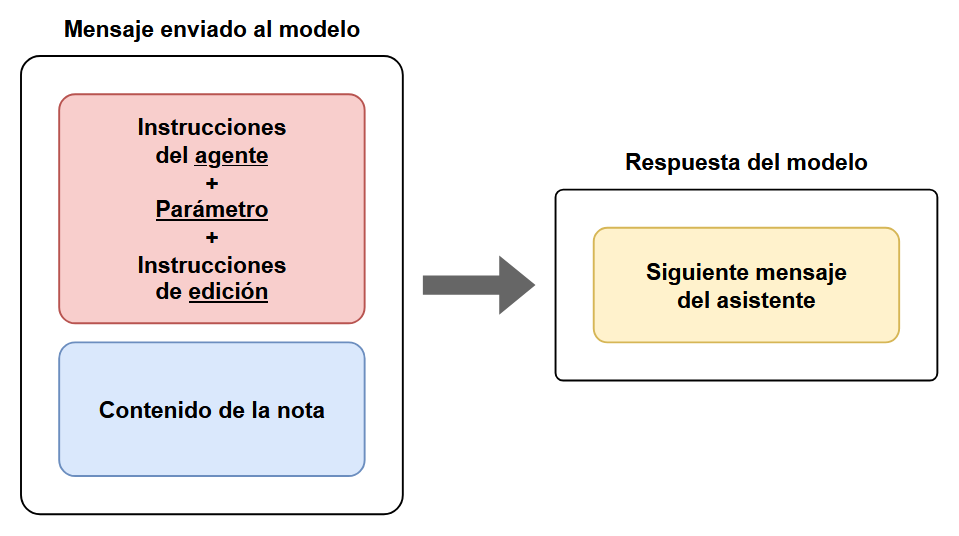 Mensaje enviado al modelo
Instrucciones
del agente
+
Parámetro
+
Instrucciones
de edición
Contenido de la nota
Respuesta del modelo
Siguiente mensaje
del asistente